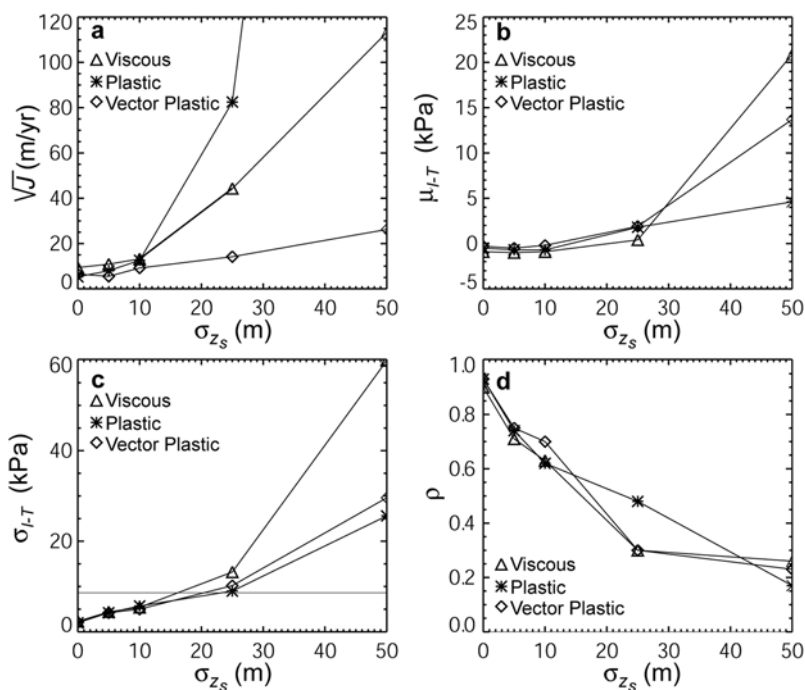 a
Viscous
Plastic
Vector Plastic
√J (m/yr)
120
100
80
60
40
20
0
0 10 20 30 40 50
σzs (m)
b
Viscous
Plastic
Vector Plastic
μI-T (kPa)
25
20
15
10
5
0
-5
0 10 20 30 40 50
σzs (m)
c
Viscous
Plastic
Vector Plastic
σI-T (kPa)
60
40
20
0
0 10 20 30 40 50
σzs (m)
d
Viscous
Plastic
Vector Plastic
ρ
1.0
0.8
0.6
0.4
0.2
0.0
0 10 20 30 40 50
σzs (m)